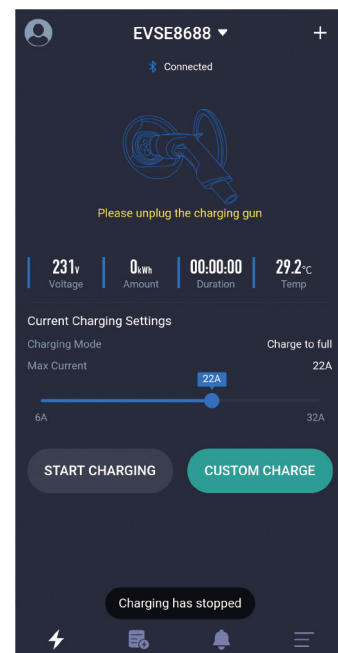 EVSE8688 ▼ +
Connected
Please unplug the charging gun
231v 0kWh 00:00:00 29.2°C
Voltage Amount Duration Temp
Current Charging Settings
Charging Mode Charge to full
Max Current 22A
22A
6A 32A
START CHARGING CUSTOM CHARGE
Charging has stopped